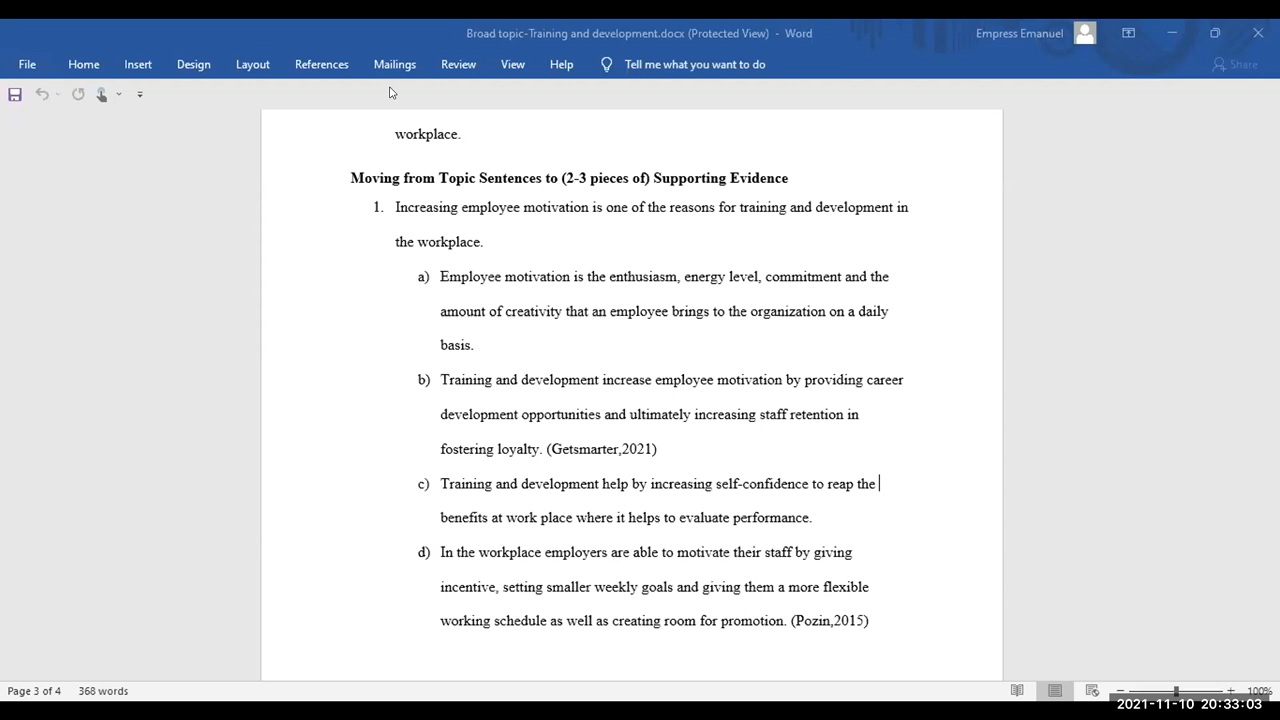 Broad topic-Training and development.docx (Protected View) - Word
Empress Emanuel
File Home Insert Design Layout References Mailings Review View Help Tell me what you want to do Share
workplace.
Moving from Topic Sentences to (2-3 pieces of) Supporting Evidence
1. Increasing employee motivation is one of the reasons for training and development in
the workplace.
a) Employee motivation is the enthusiasm, energy level, commitment and the
amount of creativity that an employee brings to the organization on a daily
basis.
b) Training and development increase employee motivation by providing career
development opportunities and ultimately increasing staff retention in
fostering loyalty. (Getsmarter,2021)
c) Training and development help by increasing self-confidence to reap the
benefits at work place where it helps to evaluate performance.
d) In the workplace employers are able to motivate their staff by giving
incentive, setting smaller weekly goals and giving them a more flexible
working schedule as well as creating room for promotion. (Pozin,2015)
Page 3 of 4 368 words 100%
2021-11-10 20:33:03